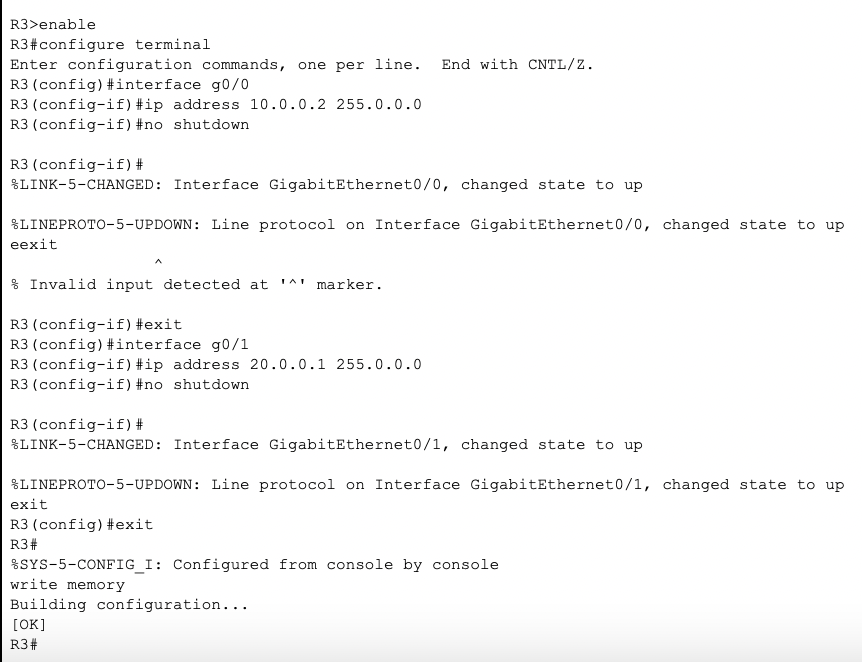 R3>enable
R3#configure terminal
Enter configuration commands, one per line.  End with CNTL/Z.
R3(config)#interface g0/0
R3(config-if)#ip address 10.0.0.2 255.0.0.0
R3(config-if)#no shutdown
R3(config-if)#
%LINK-5-CHANGED: Interface GigabitEthernet0/0, changed state to up
%LINEPROTO-5-UPDOWN: Line protocol on Interface GigabitEthernet0/0, changed state to up
eexit
^
% Invalid input detected at '^' marker.
R3(config-if)#exit
R3(config)#interface g0/1
R3(config-if)#ip address 20.0.0.1 255.0.0.0
R3(config-if)#no shutdown
R3(config-if)#
%LINK-5-CHANGED: Interface GigabitEthernet0/1, changed state to up
%LINEPROTO-5-UPDOWN: Line protocol on Interface GigabitEthernet0/1, changed state to up
exit
R3(config)#exit
R3#
%SYS-5-CONFIG_I: Configured from console by console
write memory
Building configuration...
[OK]
R3#